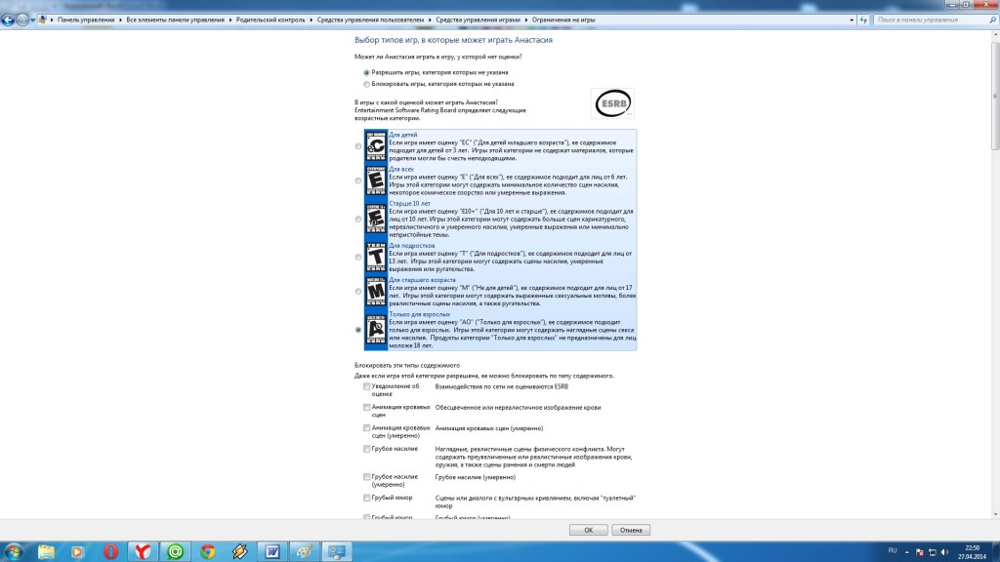 Панель управления ▸ Все элементы панели управления ▸ Родительский контроль ▸ Средства управления пользователем ▸ Средства управления играми ▸ Ограничения на игры
Поиск в панели управления
Выбор типов игр, в которые может играть Анастасия
Может ли Анастасия играть в игру, у которой нет оценки?
Разрешить игры, категория которых не указана
Блокировать игры, категория которых не указана
В игры с какой оценкой может играть Анастасия?
Entertainment Software Rating Board определяет следующие
возрастные категории.
ESRB
Для детей
Если игра имеет оценку "EC" ("Для детей младшего возраста"), ее содержимое
подходит для детей от 3 лет. Игры этой категории не содержат материалов, которые
родители могли бы счесть неподходящими.
Для всех
Если игра имеет оценку "E" ("Для всех"), ее содержимое подходит для лиц от 6 лет.
Игры этой категории могут содержать минимальное количество сцен насилия,
некоторое комическое озорство или умеренные выражения.
Старше 10 лет
Если игра имеет оценку "E10+" ("Для 10 лет и старше"), ее содержимое подходит для
лиц от 10 лет. Игры этой категории могут содержать больше сцен карикатурного,
нереалистичного и умеренного насилия, умеренные выражения или минимально
непристойные темы.
Для подростков
Если игра имеет оценку "T" ("Для подростков"), ее содержимое подходит для лиц от
13 лет. Игры этой категории могут содержать сцены насилия, умеренные
выражения или ругательства.
Для старшего возраста
Если игра имеет оценку "M" ("Не для детей"), ее содержимое подходит для лиц от 17
лет. Игры этой категории могут содержать выраженные сексуальные мотивы, более
реалистичные сцены насилия, а также ругательства.
Только для взрослых
Если игра имеет оценку "AO" ("Только для взрослых"), ее содержимое подходит
только для взрослых. Игры этой категории могут содержать наглядные сцены секса
или насилия. Продукты категории "Только для взрослых" не предназначены для лиц
моложе 18 лет.
Блокировать эти типы содержимого
Даже если игра этой категории разрешена, ее можно блокировать по типу содержимого.
Уведомление об оценке Взаимодействия по сети не оцениваются ESRB
Анимация кровавых сцен Обесцвеченное или нереалистичное изображение крови
Анимация кровавых сцен (умеренно) Анимация кровавых сцен (умеренно)
Грубое насилие Наглядные, реалистичные сцены физического конфликта. Могут
содержать преувеличенные или реалистичные изображения крови,
оружия, а также сцены ранения и смерти людей
Грубое насилие (умеренно) Грубое насилие (умеренно)
Грубый юмор Сцены или диалоги с вульгарным кривлянием, включая "туалетный"
юмор
Грубый юмор Грубый юмор (умеренно)
ОК Отмена
RU
22:50
27.04.2014